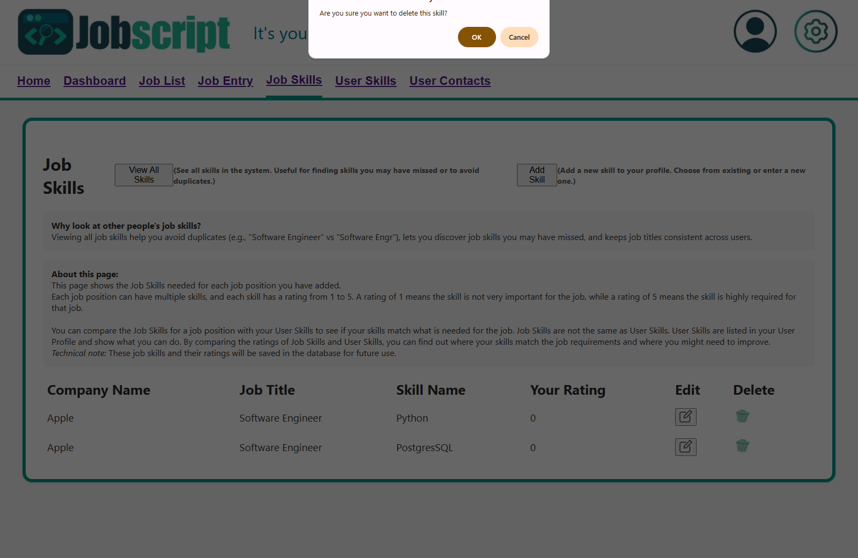 Are you sure you want to delete this skill?
OK
Cancel
Jobscript
It's you
Home
Dashboard
Job List
Job Entry
Job Skills
User Skills
User Contacts
Job
Skills
View All
Skills
(See all skills in the system. Useful for finding skills you may have missed or to avoid
duplicates.)
Add
Skill
(Add a new skill to your profile. Choose from existing or enter a new
one.)
Why look at other people's job skills?
Viewing all job skills help you avoid duplicates (e.g., "Software Engineer" vs "Software Engr"), lets you discover job skills you may have missed, and keeps job titles consistent across users.
About this page:
This page shows the Job Skills needed for each job position you have added.
Each job position can have multiple skills, and each skill has a rating from 1 to 5. A rating of 1 means the skill is not very important for the job, while a rating of 5 means the skill is highly required for
that job.
You can compare the Job Skills for a job position with your User Skills to see if your skills match what is needed for the job. Job Skills are not the same as User Skills. User Skills are listed in your User
Profile and show what you can do. By comparing the ratings of Job Skills and User Skills, you can find out where your skills match the job requirements and where you might need to improve.
Technical note: These job skills and their ratings will be saved in the database for future use.
Company Name Job Title Skill Name Your Rating Edit Delete
Apple Software Engineer Python 0
Apple Software Engineer PostgresSQL 0